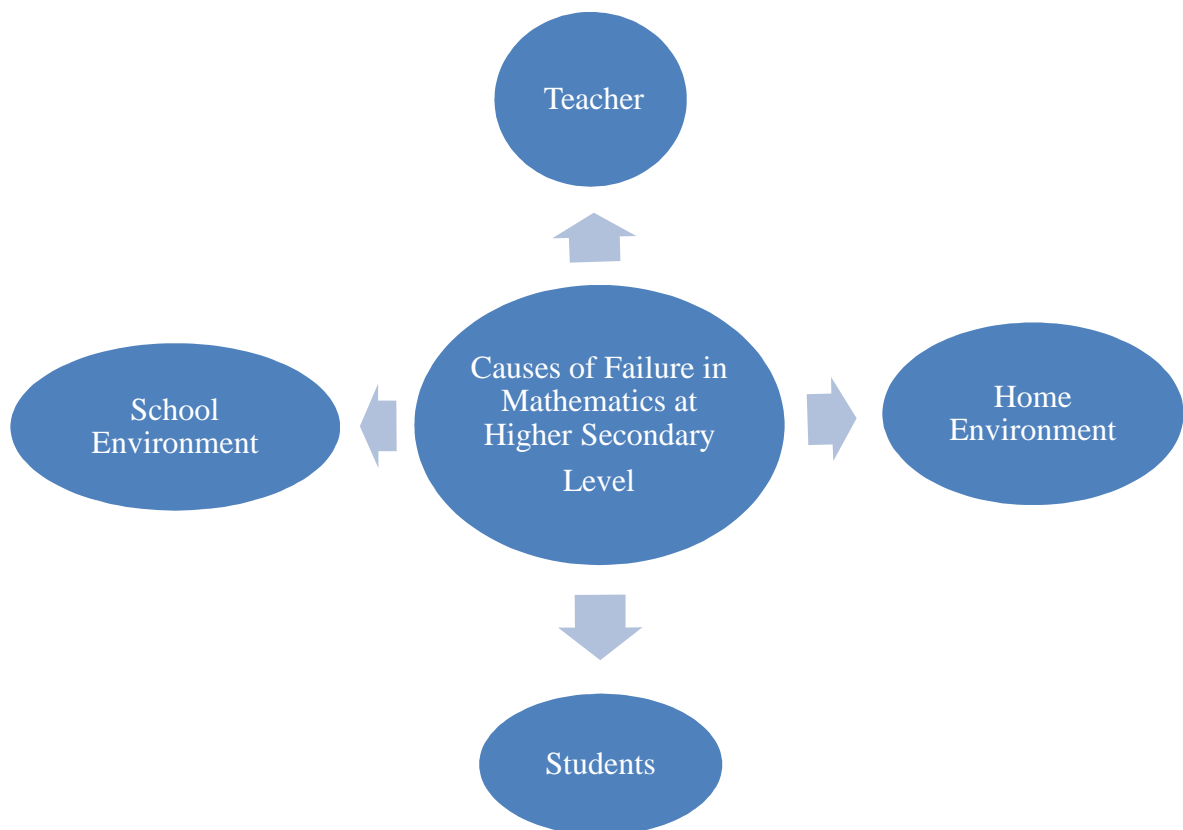 Teacher
School
Environment
Causes of Failure in
Mathematics at
Higher Secondary
Level
Home
Environment
Students